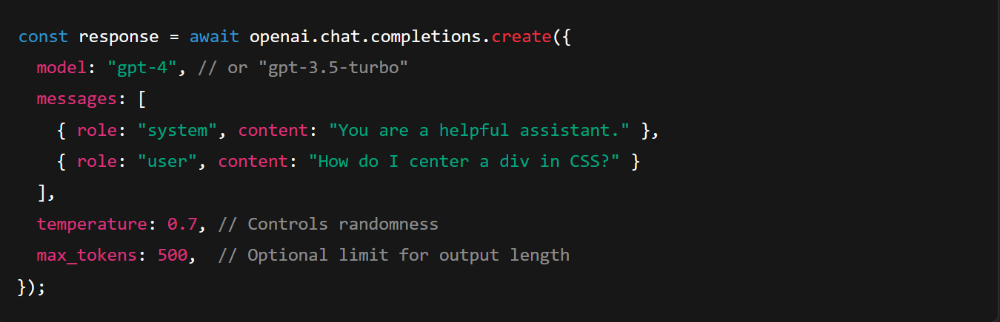 const response = await openai.chat.completions.create({
  model: "gpt-4", // or "gpt-3.5-turbo"
  messages: [
    { role: "system", content: "You are a helpful assistant." },
    { role: "user", content: "How do I center a div in CSS?" }
  ],
  temperature: 0.7, // Controls randomness
  max_tokens: 500,  // Optional limit for output length
});